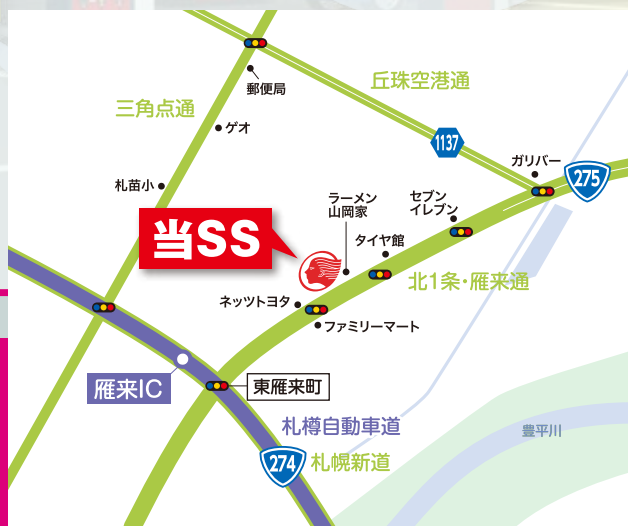 郵便局
丘珠空港通
三角点通
ゲオ
1137
ガリバー
275
札苗小
ラーメン
山岡家
セブン
イレブン
当SS
タイヤ館
北1条・雁来通
ネッツトヨタ
ファミリーマート
雁来IC
東雁来町
札樽自動車道
豊平川
274
札幌新道